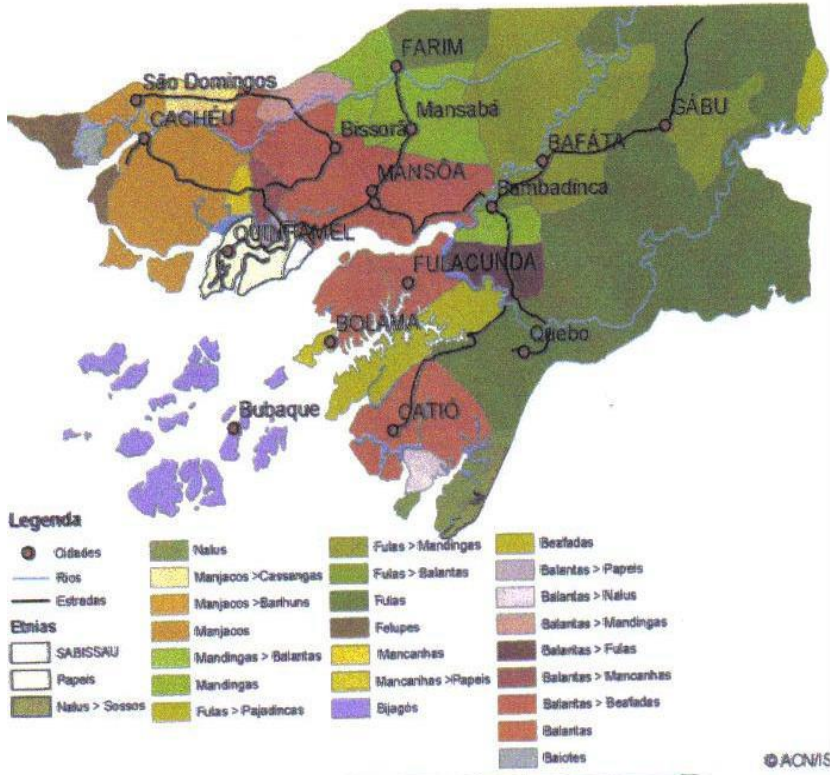 FARIM
São Domingos
CACHÉU
Mansabá
GÁBU
Bissorã
BAFÁTA
MANSÔA
Bambadinca
QUINHAMEL
FULACUNDA
BOLAMA
Quebo
CATIÓ
Bubaque
Legenda
Cidades
Rios
Estradas
Etnias
SABISSAU
Papeis
Nalus > Sossos
Nalus
Manjacos >Cassangas
Manjacos >Banhuns
Manjacos
Mandingas > Balantas
Mandingas
Fulas > Pajadincas
Fulas > Mandingas
Fulas > Balantas
Fulas
Felupes
Mancanhas
Mancanhas >Papeis
Bijagós
Beafadas
Balantas > Papeis
Balantas > Nalus
Balantas > Mandingas
Balantas > Fulas
Balantas > Mancanhas
Balantas > Beafadas
Balantas
Baiotes
© ACN/IS